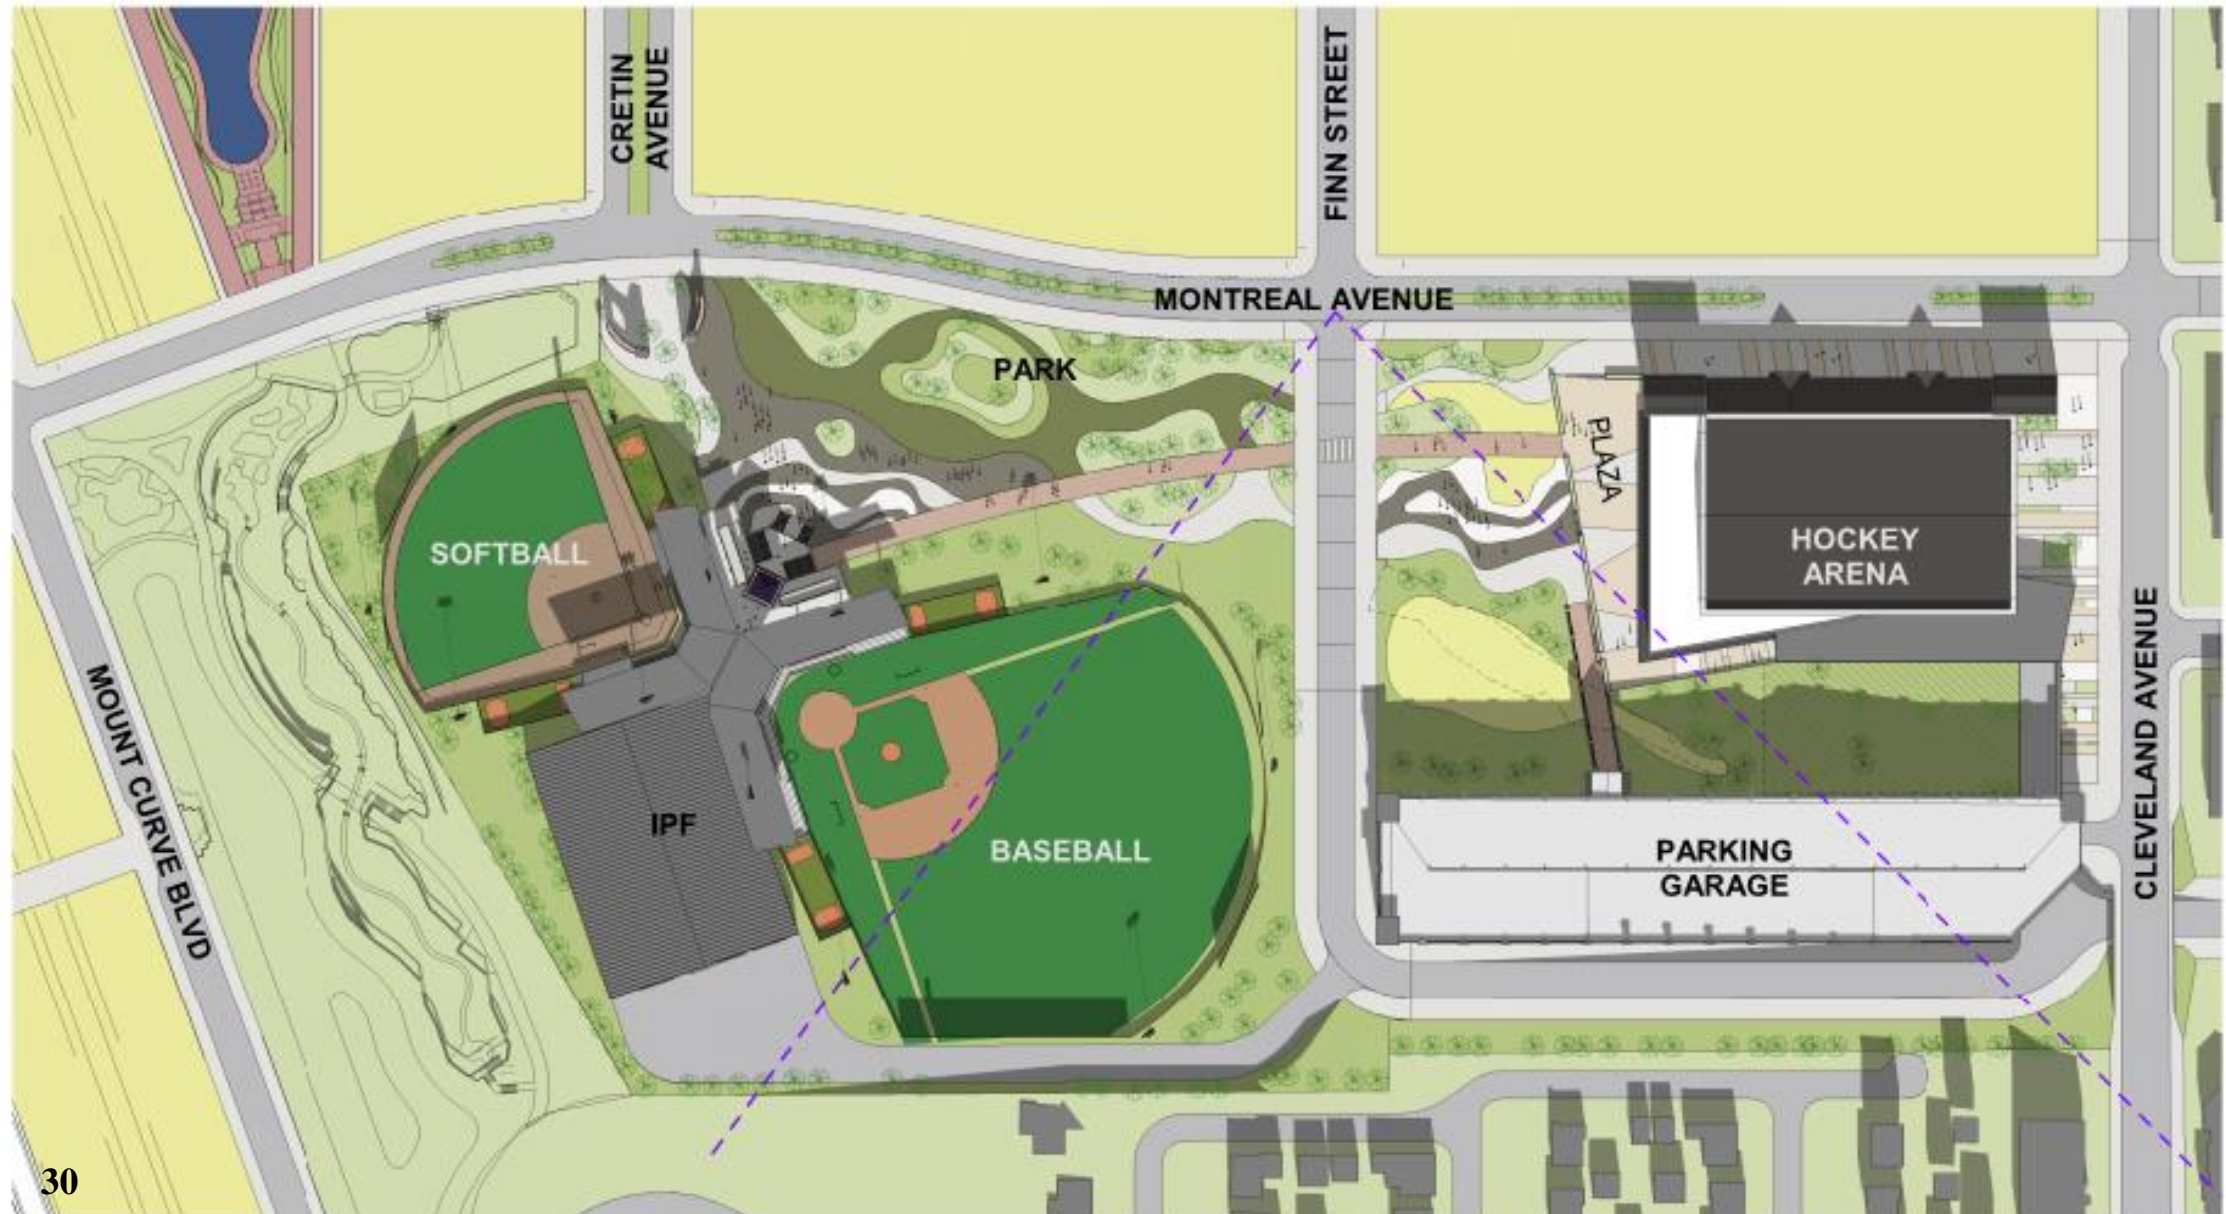 CRETIN
AVENUE
FINN STREET
MONTREAL AVENUE
PARK
PLAZA
SOFTBALL
HOCKEY
ARENA
MOUNT CURVE BLVD
IPF
BASEBALL
PARKING
GARAGE
CLEVELAND AVENUE
30